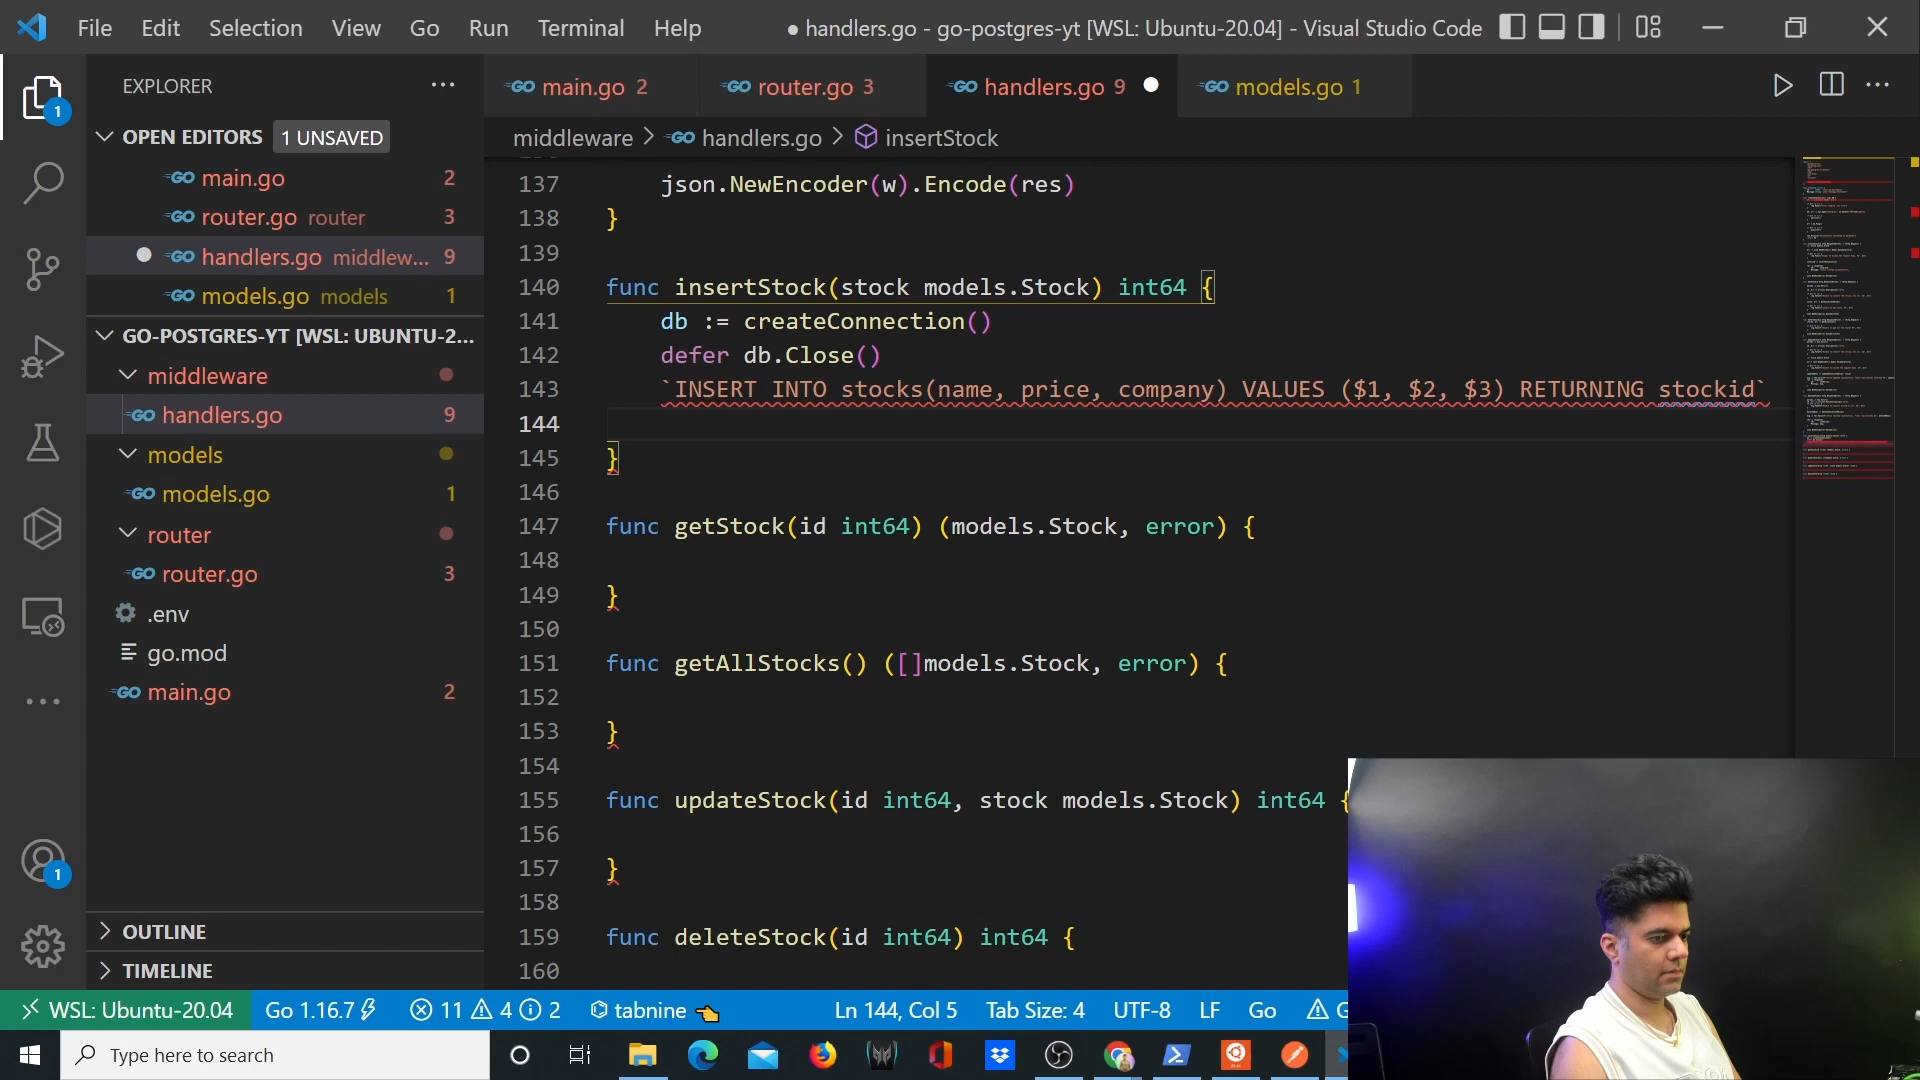 File Edit Selection View Go Run Terminal Help
● handlers.go - go-postgres-yt [WSL: Ubuntu-20.04] - Visual Studio Code
EXPLORER
OPEN EDITORS 1 UNSAVED
main.go 2
router.go router 3
handlers.go middlew... 9
models.go models 1
GO-POSTGRES-YT [WSL: UBUNTU-2...
middleware
handlers.go 9
models
models.go 1
router
router.go 3
.env
go.mod
main.go 2
OUTLINE
TIMELINE
1
1
main.go 2
router.go 3
handlers.go 9
models.go 1
middleware > handlers.go > insertStock
137 json.NewEncoder(w).Encode(res)
138 }
139
140 func insertStock(stock models.Stock) int64 {
141 db := createConnection()
142 defer db.Close()
143 `INSERT INTO stocks(name, price, company) VALUES ($1, $2, $3) RETURNING stockid`
144
145 }
146
147 func getStock(id int64) (models.Stock, error) {
148
149 }
150
151 func getAllStocks() ([]models.Stock, error) {
152
153 }
154
155 func updateStock(id int64, stock models.Stock) int64 {
156
157 }
158
159 func deleteStock(id int64) int64 {
160
WSL: Ubuntu-20.04 Go 1.16.7 11 4 2 tabnine Ln 144, Col 5 Tab Size: 4 UTF-8 LF Go
Type here to search